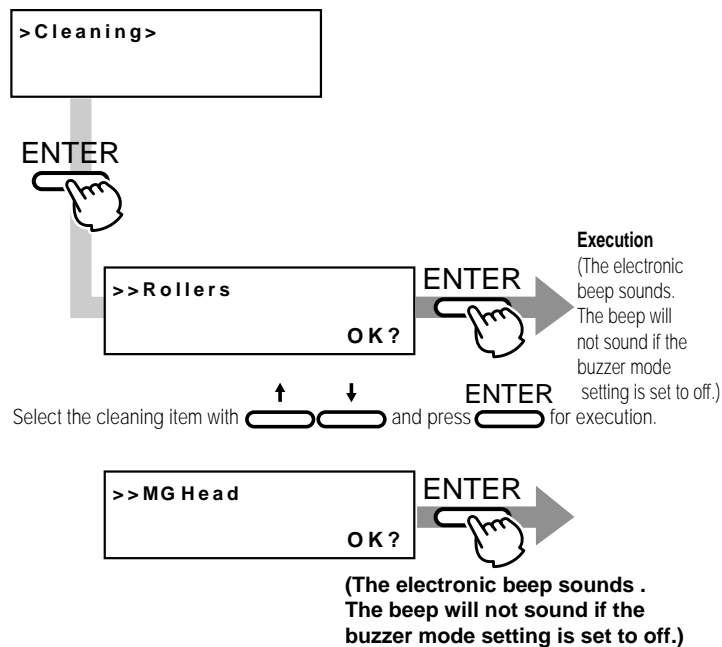 >Cleaning>
ENTER
>>Rollers
OK?
ENTER
Execution
(The electronic
beep sounds.
The beep will
not sound if the
buzzer mode
setting is set to off.)
↑ ↓ ENTER
Select the cleaning item with and press for execution.
>>MG Head
OK?
ENTER
(The electronic beep sounds .
The beep will not sound if the
buzzer mode setting is set to off.)